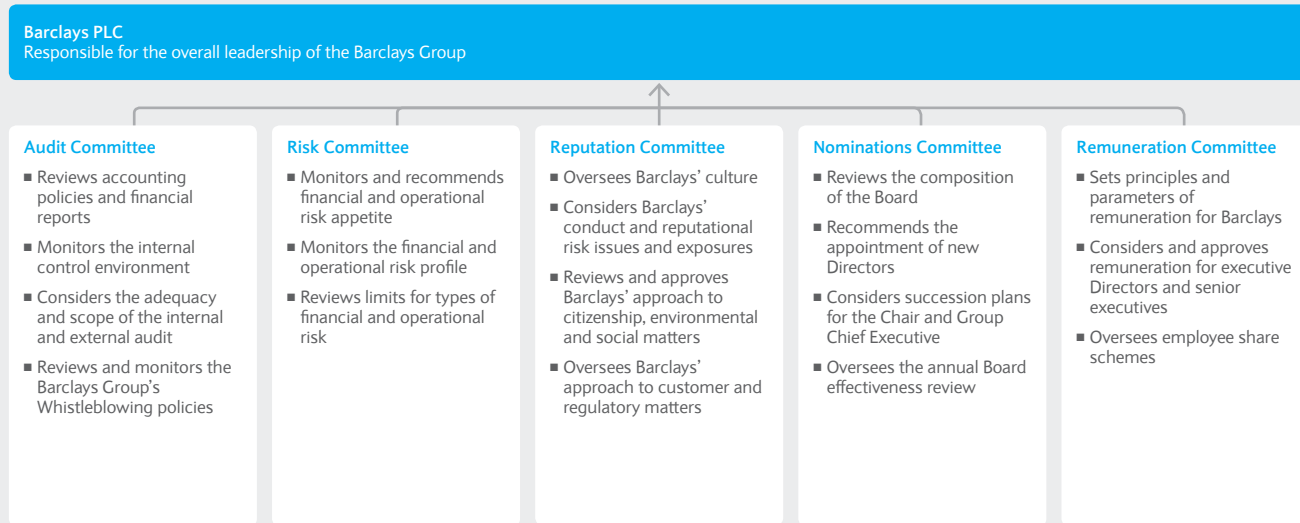 Barclays PLC
Responsible for the overall leadership of the Barclays Group
Audit Committee
■ Reviews accounting
policies and financial
reports
■ Monitors the internal
control environment
■ Considers the adequacy
and scope of the internal
and external audit
■ Reviews and monitors the
Barclays Group's
Whistleblowing policies
Risk Committee
■ Monitors and recommends
financial and operational
risk appetite
■ Monitors the financial and
operational risk profile
■ Reviews limits for types of
financial and operational
risk
Reputation Committee
■ Oversees Barclays' culture
■ Considers Barclays'
conduct and reputational
risk issues and exposures
■ Reviews and approves
Barclays' approach to
citizenship, environmental
and social matters
■ Oversees Barclays'
approach to customer and
regulatory matters
Nominations Committee
■ Reviews the composition
of the Board
■ Recommends the
appointment of new
Directors
■ Considers succession plans
for the Chair and Group
Chief Executive
■ Oversees the annual Board
effectiveness review
Remuneration Committee
■ Sets principles and
parameters of
remuneration for Barclays
■ Considers and approves
remuneration for executive
Directors and senior
executives
■ Oversees employee share
schemes